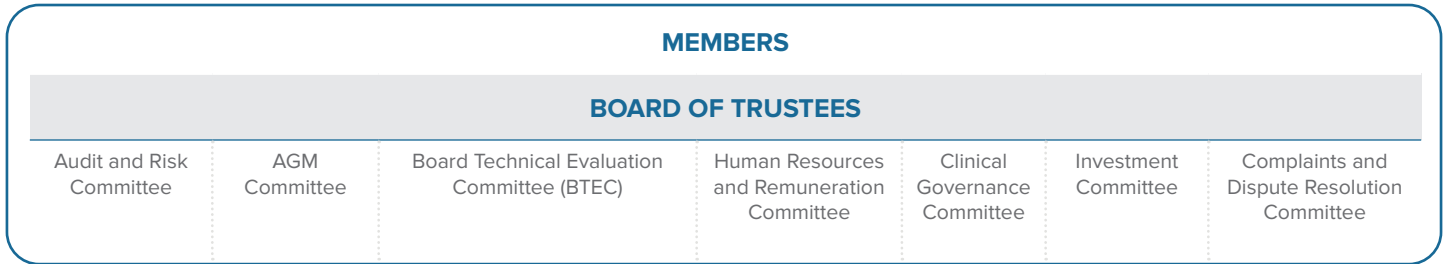 MEMBERS
BOARD OF TRUSTEES
Audit and Risk
Committee
AGM
Committee
Board Technical Evaluation
Committee (BTEC)
Human Resources
and Remuneration
Committee
Clinical
Governance
Committee
Investment
Committee
Complaints and
Dispute Resolution
Committee